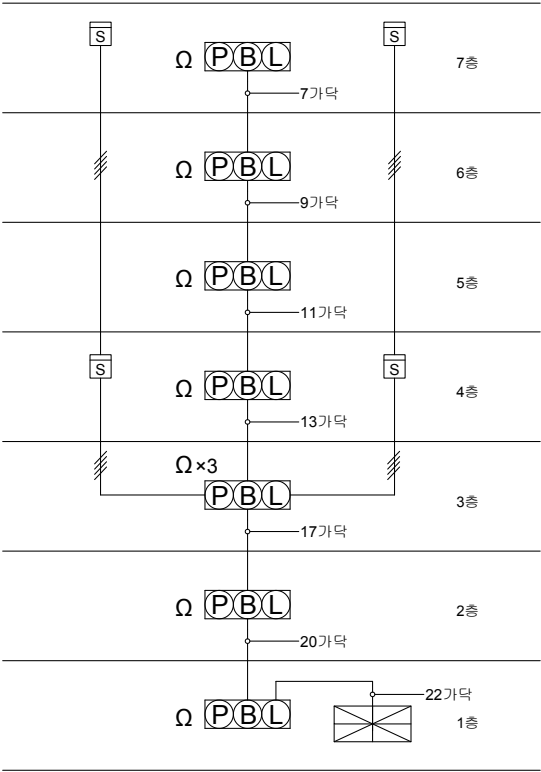 S Ω PBL S 7층
7가닥
Ω PBL 6층
9가닥
Ω PBL 5층
11가닥
S Ω PBL S 4층
13가닥
Ω×3
PBL 3층
17가닥
Ω PBL 2층
20가닥
22가닥
Ω PBL 1층